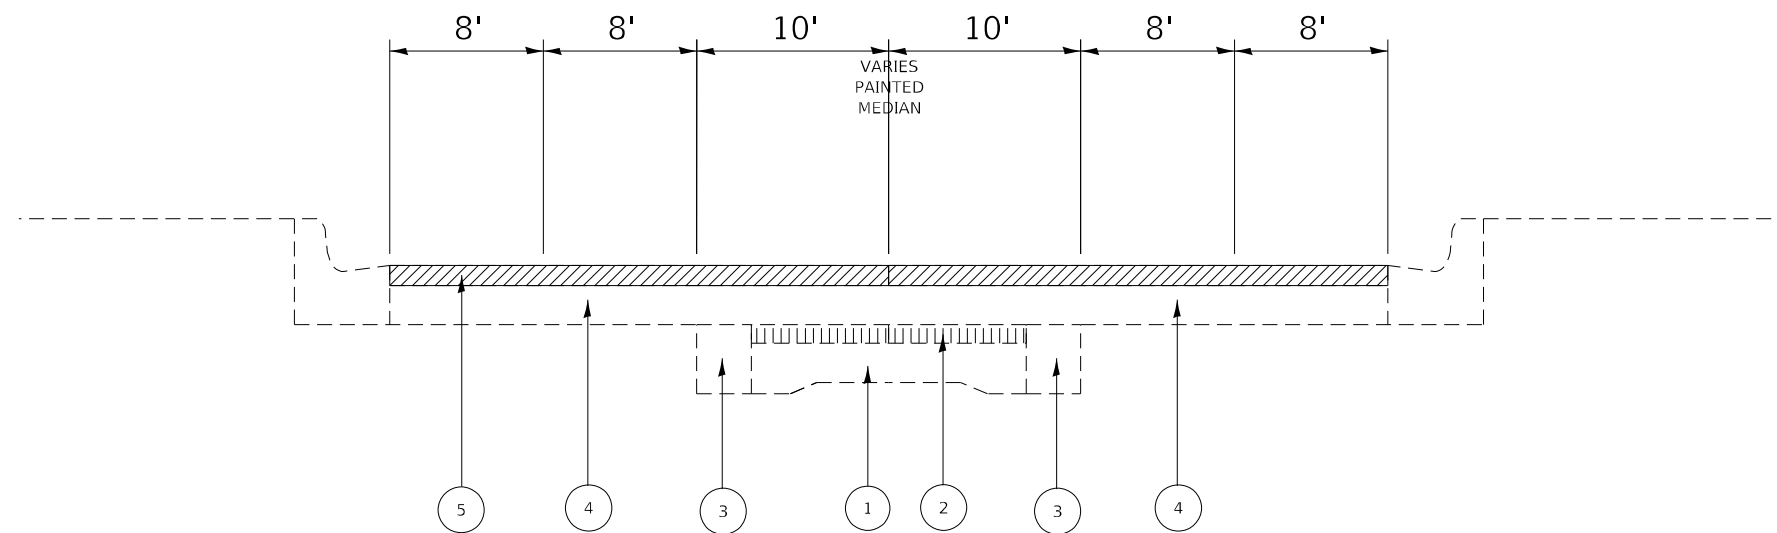 8' 8' 10' 10' 8' 8'
VARIES
PAINTED
MEDIAN
5 4 3 1 2 3 4